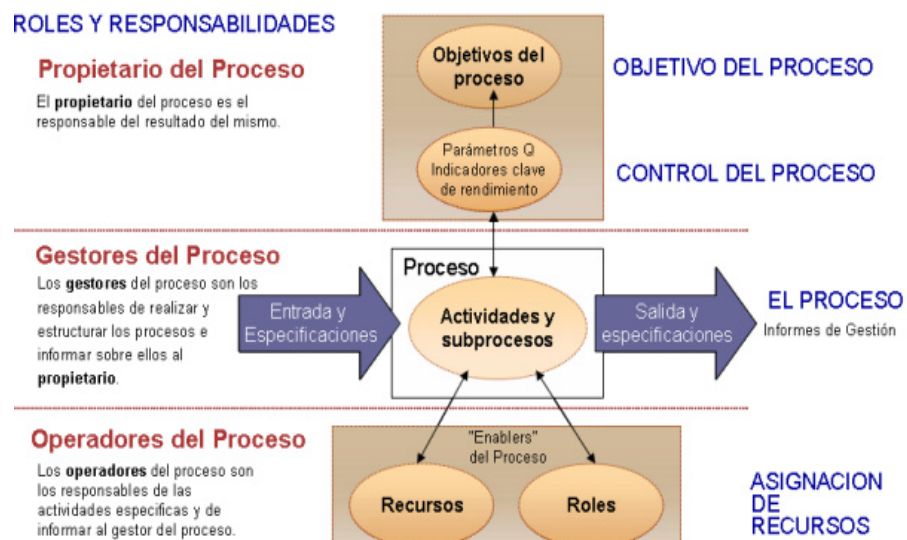 ROLES Y RESPONSABILIDADES
Propietario del Proceso
El propietario del proceso es el
responsable del resultado del mismo.
Objetivos del
proceso
OBJETIVO DEL PROCESO
Parámetros Q
Indicadores clave
de rendimiento
CONTROL DEL PROCESO
Gestores del Proceso
Los gestores del proceso son los
responsables de realizar y
estructurar los procesos e
informar sobre ellos al
propietario.
Entrada y
Especificaciones
Proceso
Actividades y
subprocesos
Salida y
especificaciones
EL PROCESO
Informes de Gestión
Operadores del Proceso
Los operadores del proceso son
los responsables de las
actividades especificas y de
informar al gestor del proceso.
"Enablers"
del Proceso
Recursos
Roles
ASIGNACION
DE
RECURSOS